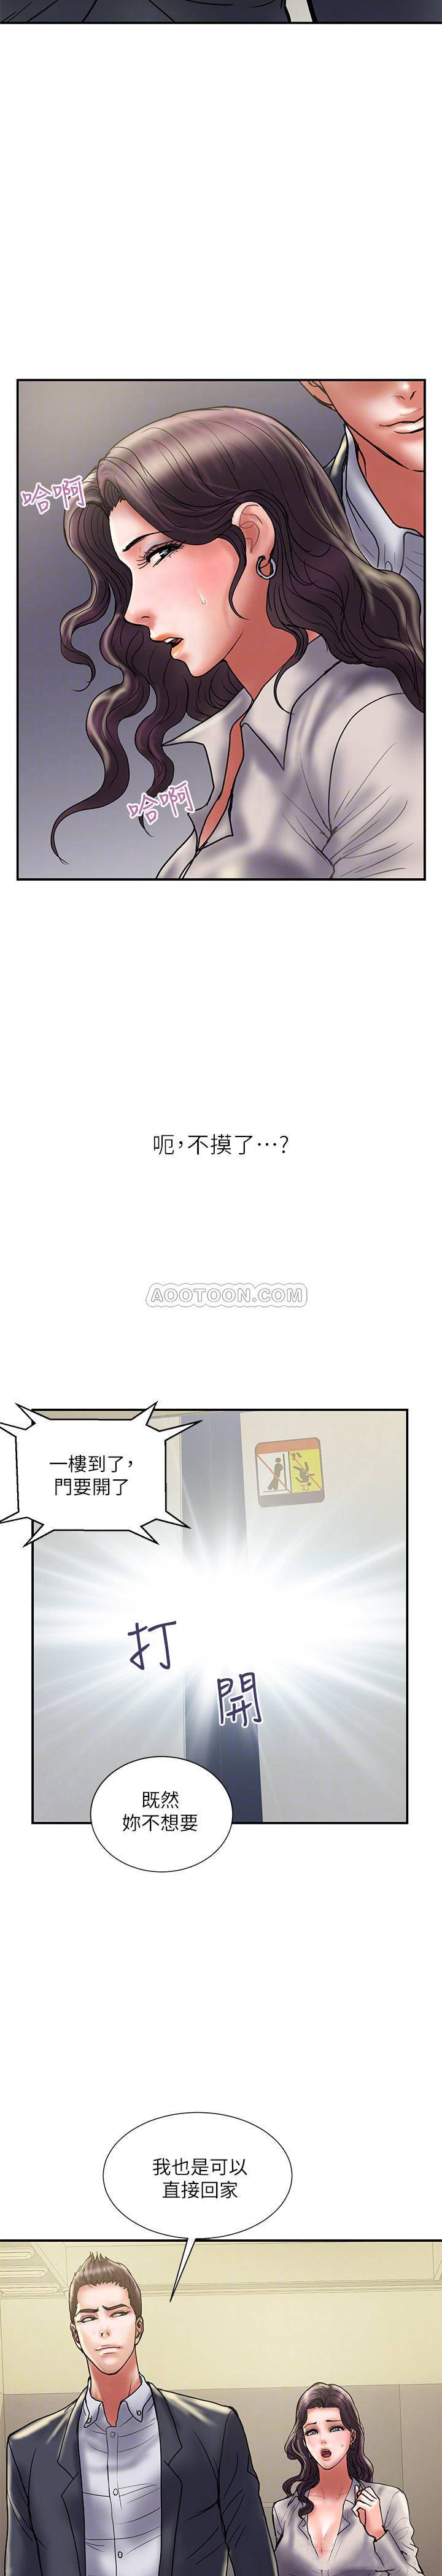 哈啊
哈啊
呃，不摸了…?
AOOTOON.COM
一樓到了，
門要開了
打
開
既然
妳不想要
我也是可以
直接回家